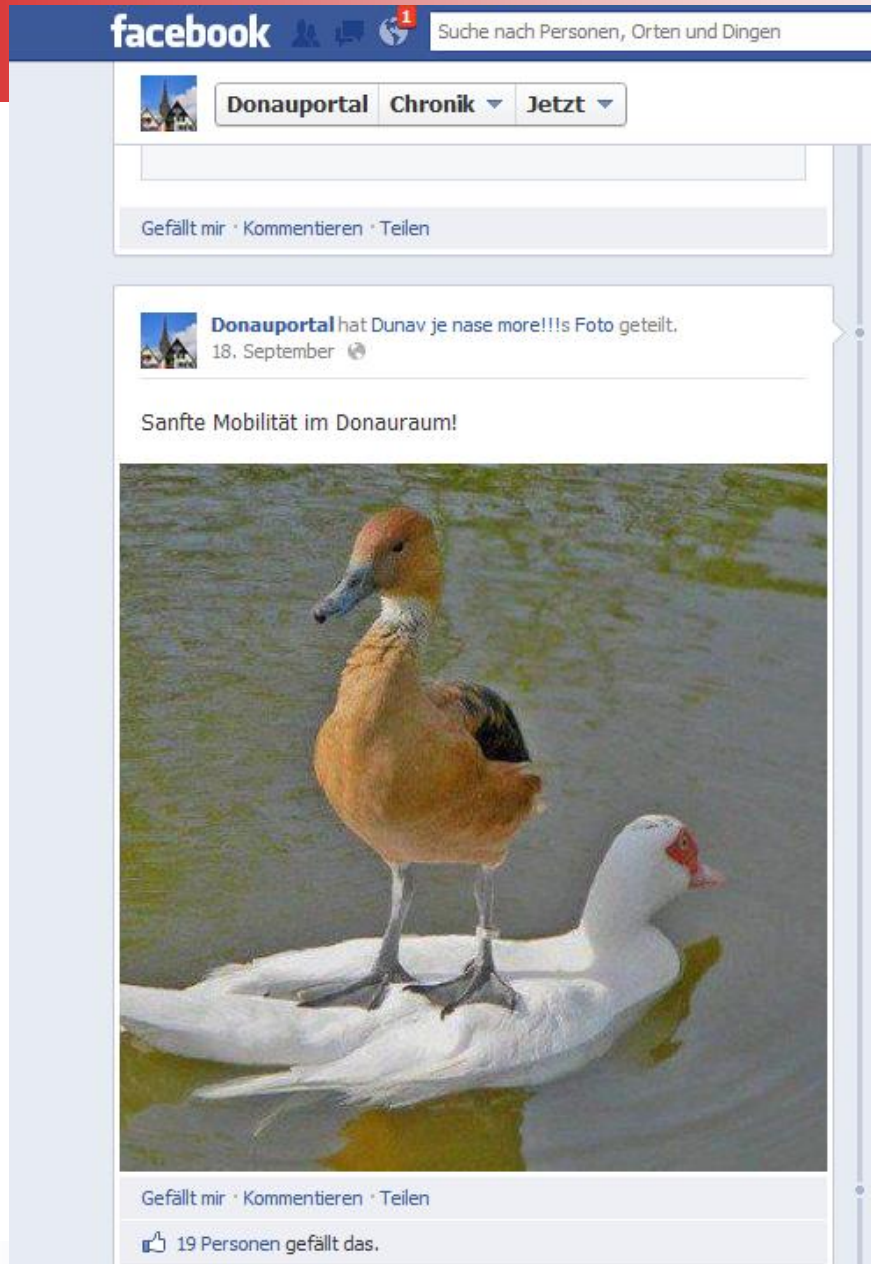 facebook 1 Suche nach Personen, Orten und Dingen
Donauportal Chronik Jetzt
Gefällt mir · Kommentieren · Teilen
Donauportal hat Dunav je nase more!!!s Foto geteilt.
18. September
Sanfte Mobilität im Donauraum!
Gefällt mir · Kommentieren · Teilen
19 Personen gefällt das.